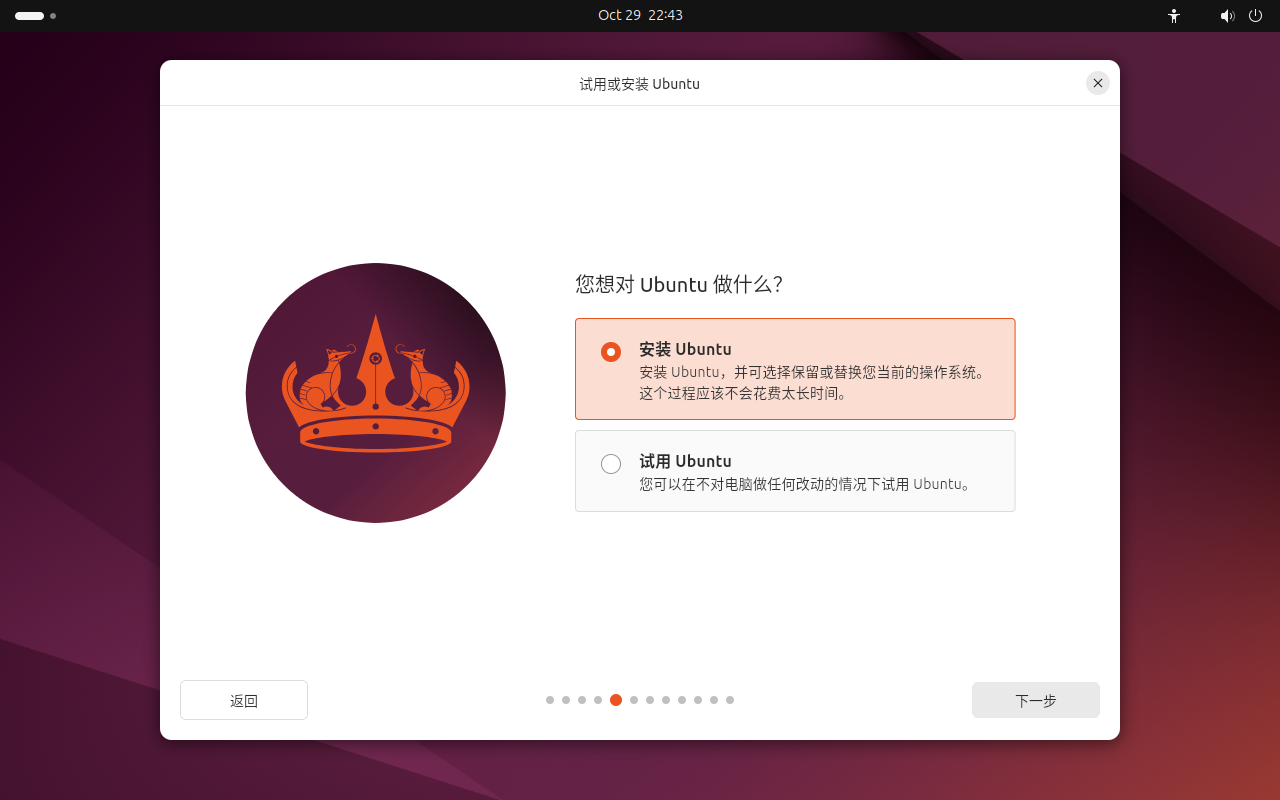 Oct 29 22:43
试用或安装 Ubuntu
您想对 Ubuntu 做什么？
安装 Ubuntu
安装 Ubuntu，并可选择保留或替换您当前的操作系统。
这个过程应该不会花费太长时间。
试用 Ubuntu
您可以在不对电脑做任何改动的情况下试用 Ubuntu。
返回
下一步